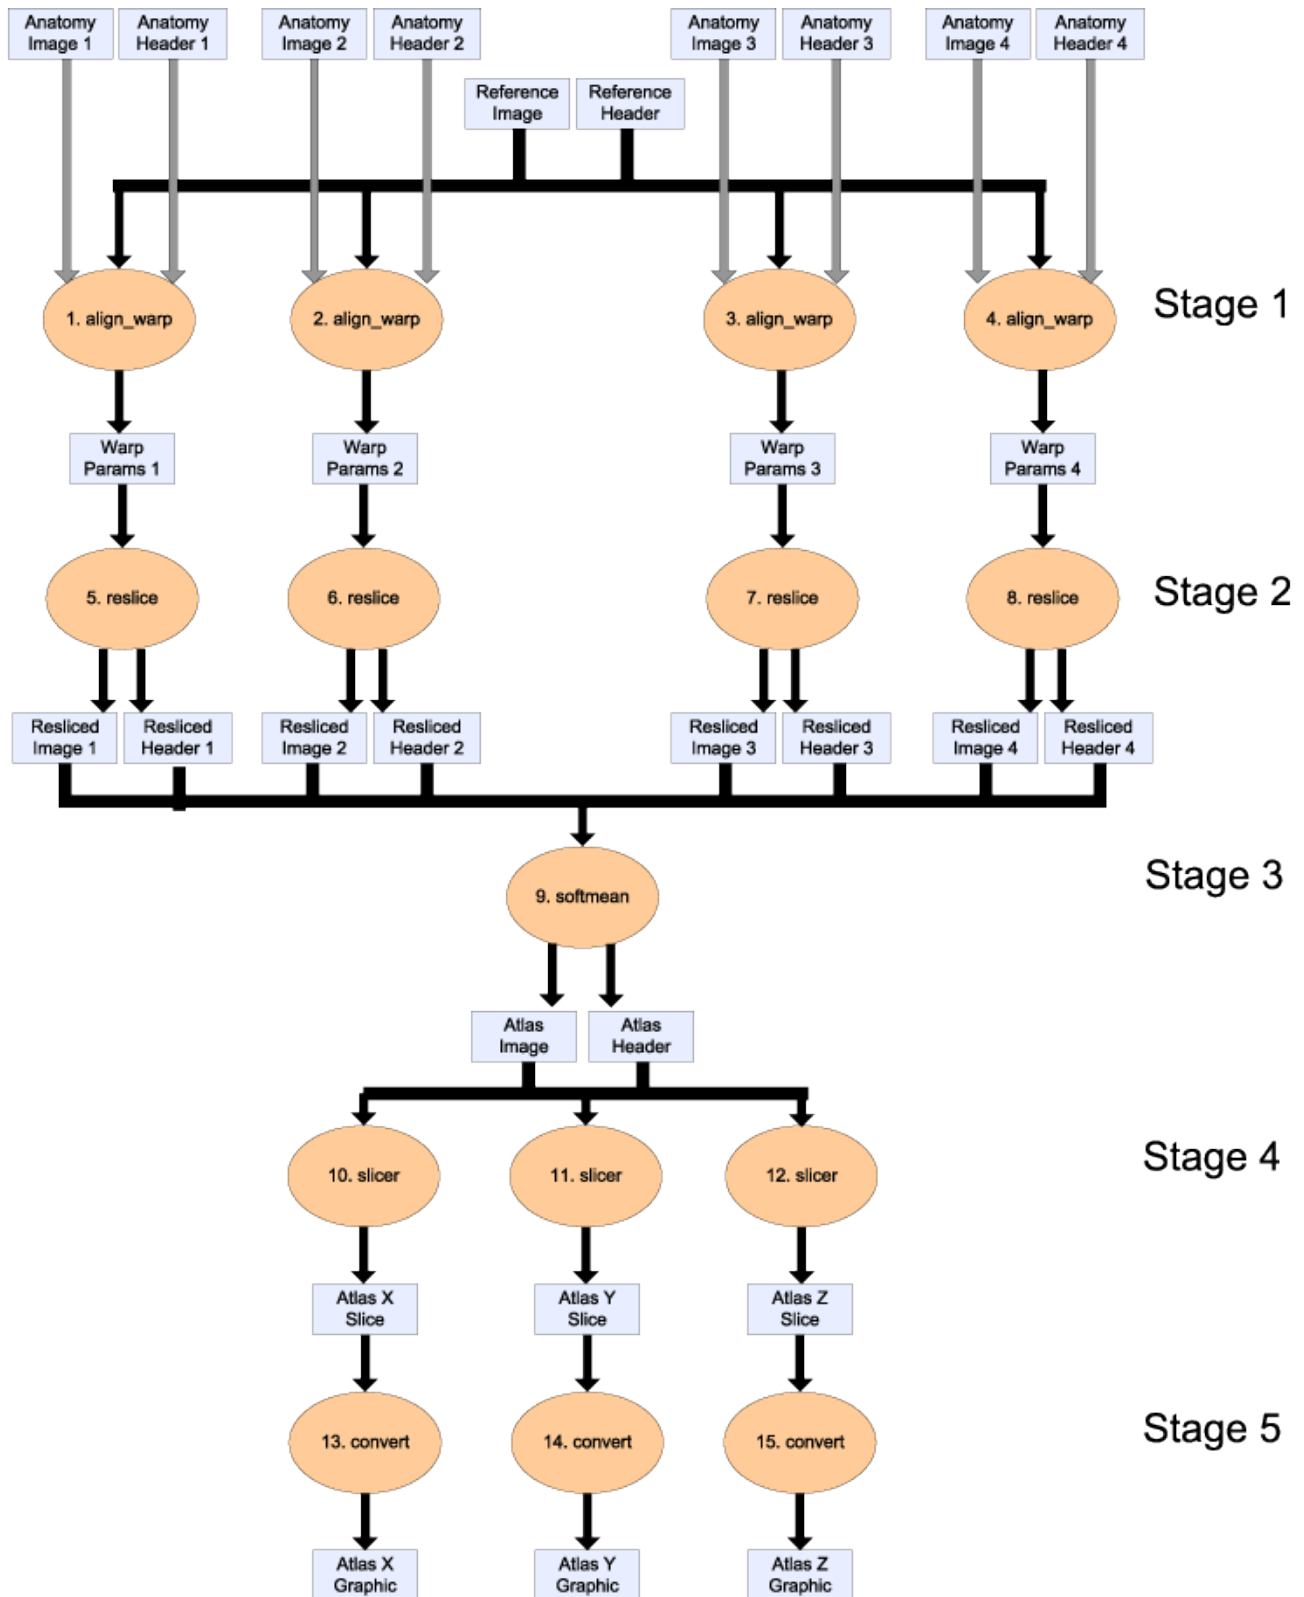 Anatomy
Image 1
Anatomy
Header 1
Anatomy
Image 2
Anatomy
Header 2
Anatomy
Image 3
Anatomy
Header 3
Anatomy
Image 4
Anatomy
Header 4
Reference
Image
Reference
Header
1. align_warp
2. align_warp
3. align_warp
4. align_warp
Stage 1
Warp
Params 1
Warp
Params 2
Warp
Params 3
Warp
Params 4
5. reslice
6. reslice
7. reslice
8. reslice
Stage 2
Resliced
Image 1
Resliced
Header 1
Resliced
Image 2
Resliced
Header 2
Resliced
Image 3
Resliced
Header 3
Resliced
Image 4
Resliced
Header 4
9. softmean
Stage 3
Atlas
Image
Atlas
Header
10. slicer
11. slicer
12. slicer
Stage 4
Atlas X
Slice
Atlas Y
Slice
Atlas Z
Slice
13. convert
14. convert
15. convert
Stage 5
Atlas X
Graphic
Atlas Y
Graphic
Atlas Z
Graphic